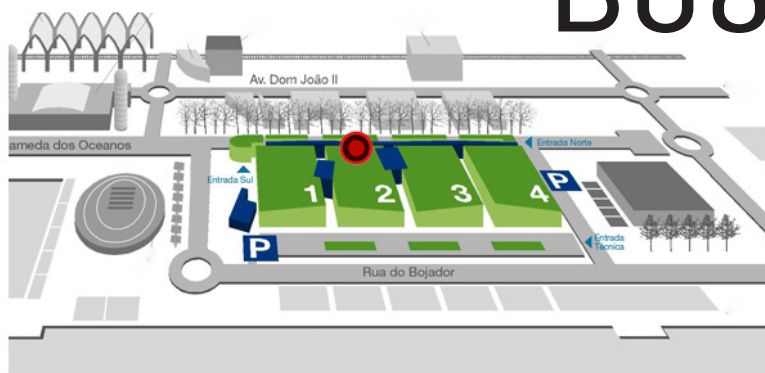 Av. Dom João II
ameda dos Oceanos
Entrada Norte
Entrada Sul
1
2
3
4
P
P
Entrada
Técnica
Rua do Bojador